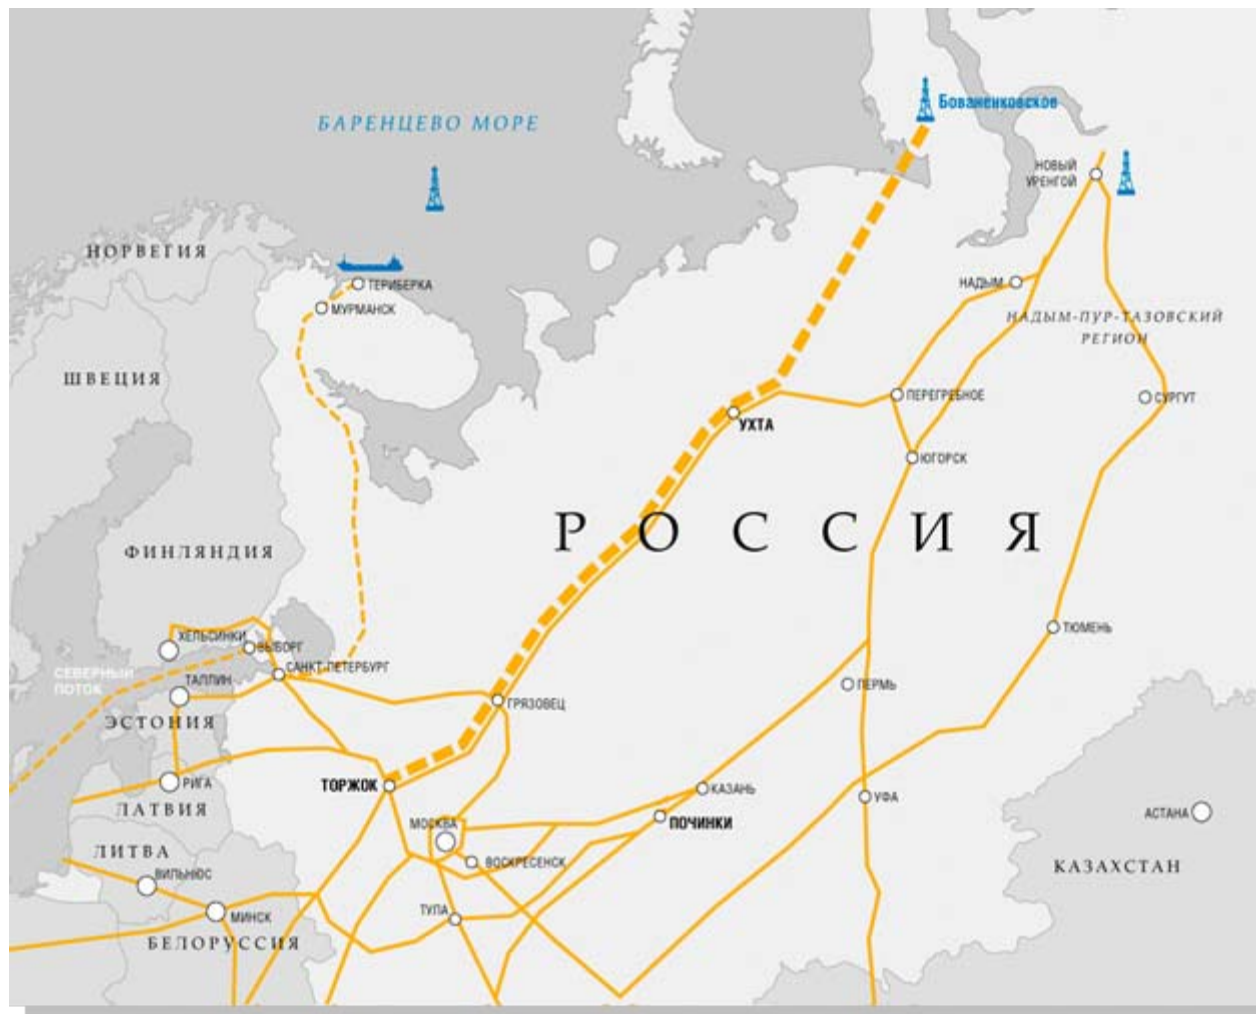 Бованенковское
БАРЕНЦЕВО МОРЕ
НОВЫЙ
УРЕНГОЙ
НОРВЕГИЯ
ТЕРИБЕРКА
НАДЫМ
МУРМАНСК
НАДЫМ-ПУР-ТАЗОВСКИЙ
РЕГИОН
ШВЕЦИЯ
ПЕРЕГРЕБНОЕ
СУРГУТ
УХТА
ЮГОРСК
РОССИЯ
ФИНЛЯНДИЯ
ТЮМЕНЬ
ХЕЛЬСИНКИ
ВЫБОРГ
САНКТ-ПЕТЕРБУРГ
СЕВЕРНЫЙ
ПОТОК
ТАЛЛИН
ПЕРМЬ
ГРЯЗОВЕЦ
ЭСТОНИЯ
РИГА
ТОРЖОК
КАЗАНЬ
УФА
ЛАТВИЯ
АСТАНА
МОСКВА
ПОЧИНКИ
ЛИТВА
ВОСКРЕСЕНСК
КАЗАХСТАН
ВИЛЬНЮС
ТУЛА
МИНСК
БЕЛОРУССИЯ